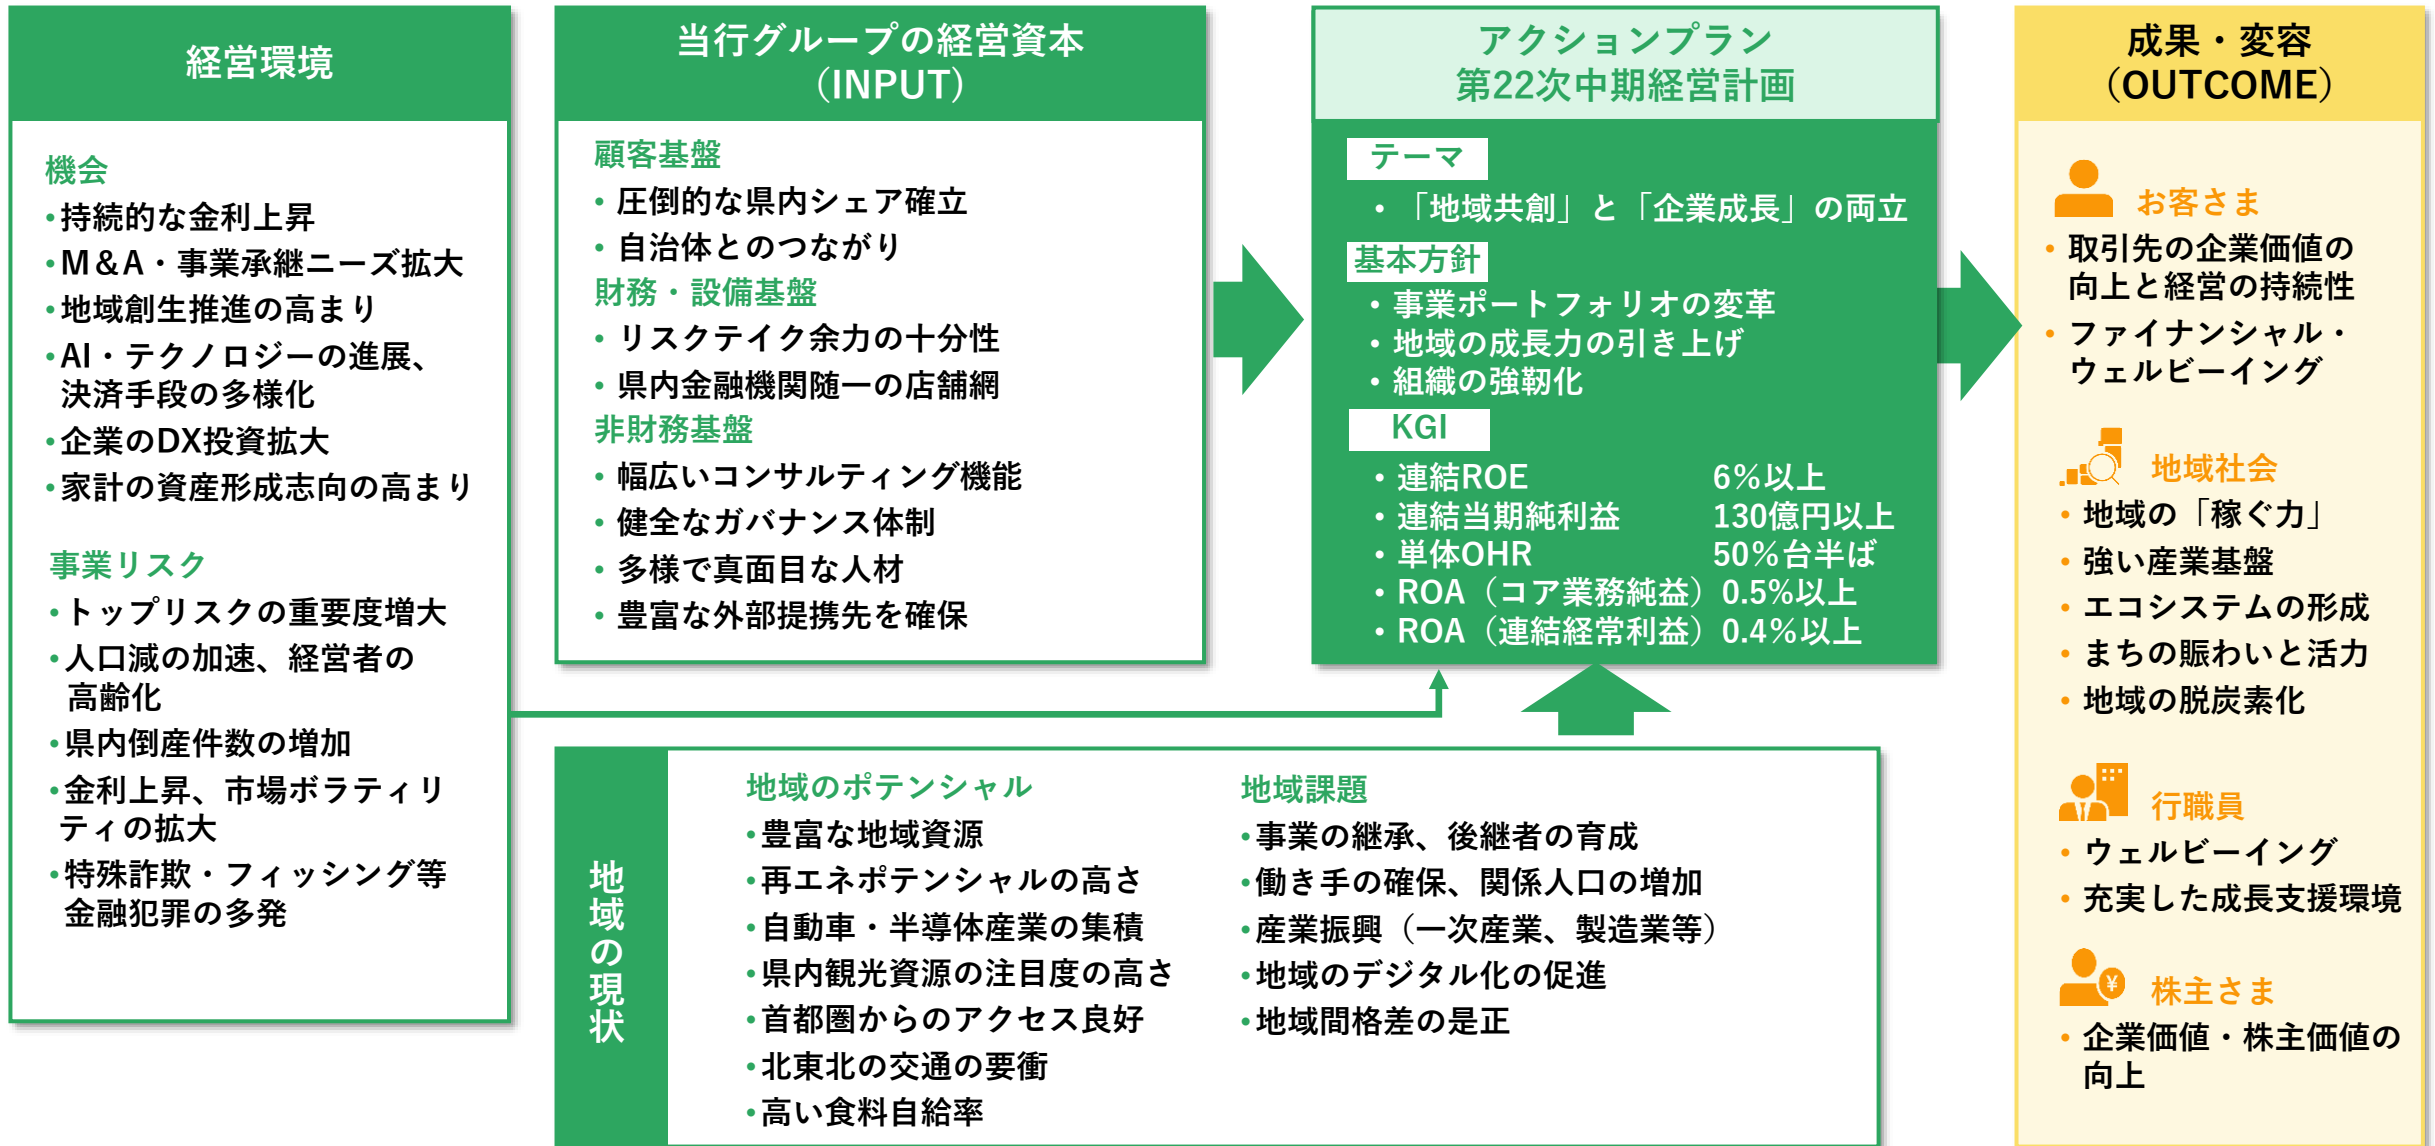 経営環境
機会
•持続的な金利上昇
•M＆A・事業承継ニーズ拡大
•地域創生推進の高まり
•AI・テクノロジーの進展、
決済手段の多様化
•企業のDX投資拡大
•家計の資産形成志向の高まり
事業リスク
•トップリスクの重要度増大
•人口減の加速、経営者の
高齢化
•県内倒産件数の増加
•金利上昇、市場ボラティリ
ティの拡大
•特殊詐欺・フィッシング等
金融犯罪の多発
当行グループの経営資本
（INPUT）
顧客基盤
• 圧倒的な県内シェア確立
• 自治体とのつながり
財務・設備基盤
• リスクテイク余力の十分性
• 県内金融機関随一の店舗網
非財務基盤
• 幅広いコンサルティング機能
• 健全なガバナンス体制
• 多様で真面目な人材
• 豊富な外部提携先を確保
アクションプラン
第22次中期経営計画
テーマ
• 「地域共創」と「企業成長」の両立
基本方針
• 事業ポートフォリオの変革
• 地域の成長力の引き上げ
• 組織の強靭化
KGI
• 連結ROE 6％以上
• 連結当期純利益 130億円以上
• 単体OHR 50％台半ば
• ROA（コア業務純益）0.5％以上
• ROA（連結経常利益）0.4％以上
地域の現状
地域のポテンシャル
•豊富な地域資源
•再エネポテンシャルの高さ
•自動車・半導体産業の集積
•県内観光資源の注目度の高さ
•首都圏からのアクセス良好
•北東北の交通の要衝
•高い食料自給率
地域課題
•事業の継承、後継者の育成
•働き手の確保、関係人口の増加
•産業振興（一次産業、製造業等）
•地域のデジタル化の促進
•地域間格差の是正
成果・変容
（OUTCOME）
お客さま
• 取引先の企業価値の
向上と経営の持続性
• ファイナンシャル・
ウェルビーイング
地域社会
• 地域の「稼ぐ力」
• 強い産業基盤
• エコシステムの形成
• まちの賑わいと活力
• 地域の脱炭素化
行職員
• ウェルビーイング
• 充実した成長支援環境
¥
株主さま
• 企業価値・株主価値の
向上